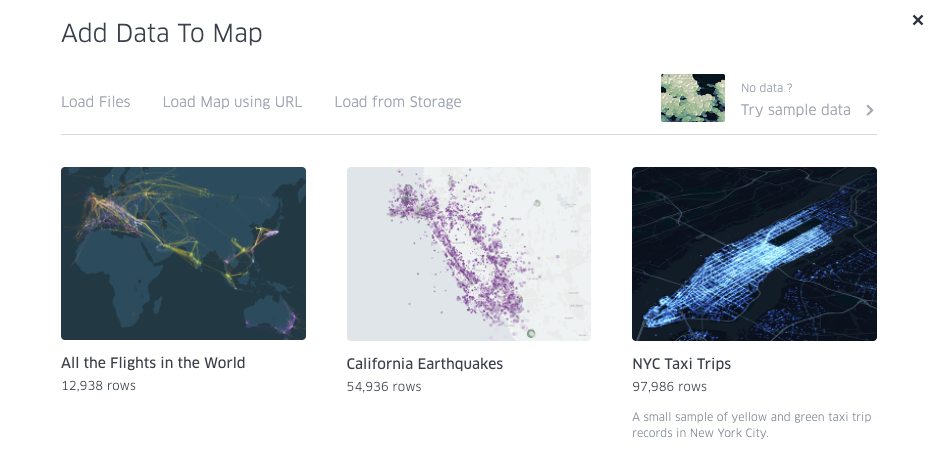 Add Data To Map
Load Files
Load Map using URL
Load from Storage
No data ?
Try sample data
All the Flights in the World
12,938 rows
California Earthquakes
54,936 rows
NYC Taxi Trips
97,986 rows
A small sample of yellow and green taxi trip
records in New York City.